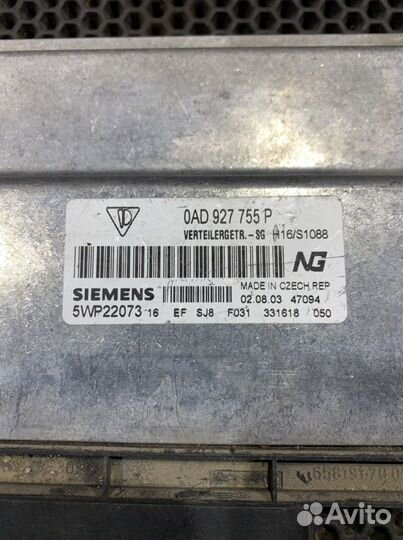 0AD 927 755 P
VERTEILERGETR. - SG H16/S1088
NG
SIEMENS
MADE IN CZECH.REP
02.08.03 47094
5WP22073 16 EF SJ8 F031 331618 050
Avito